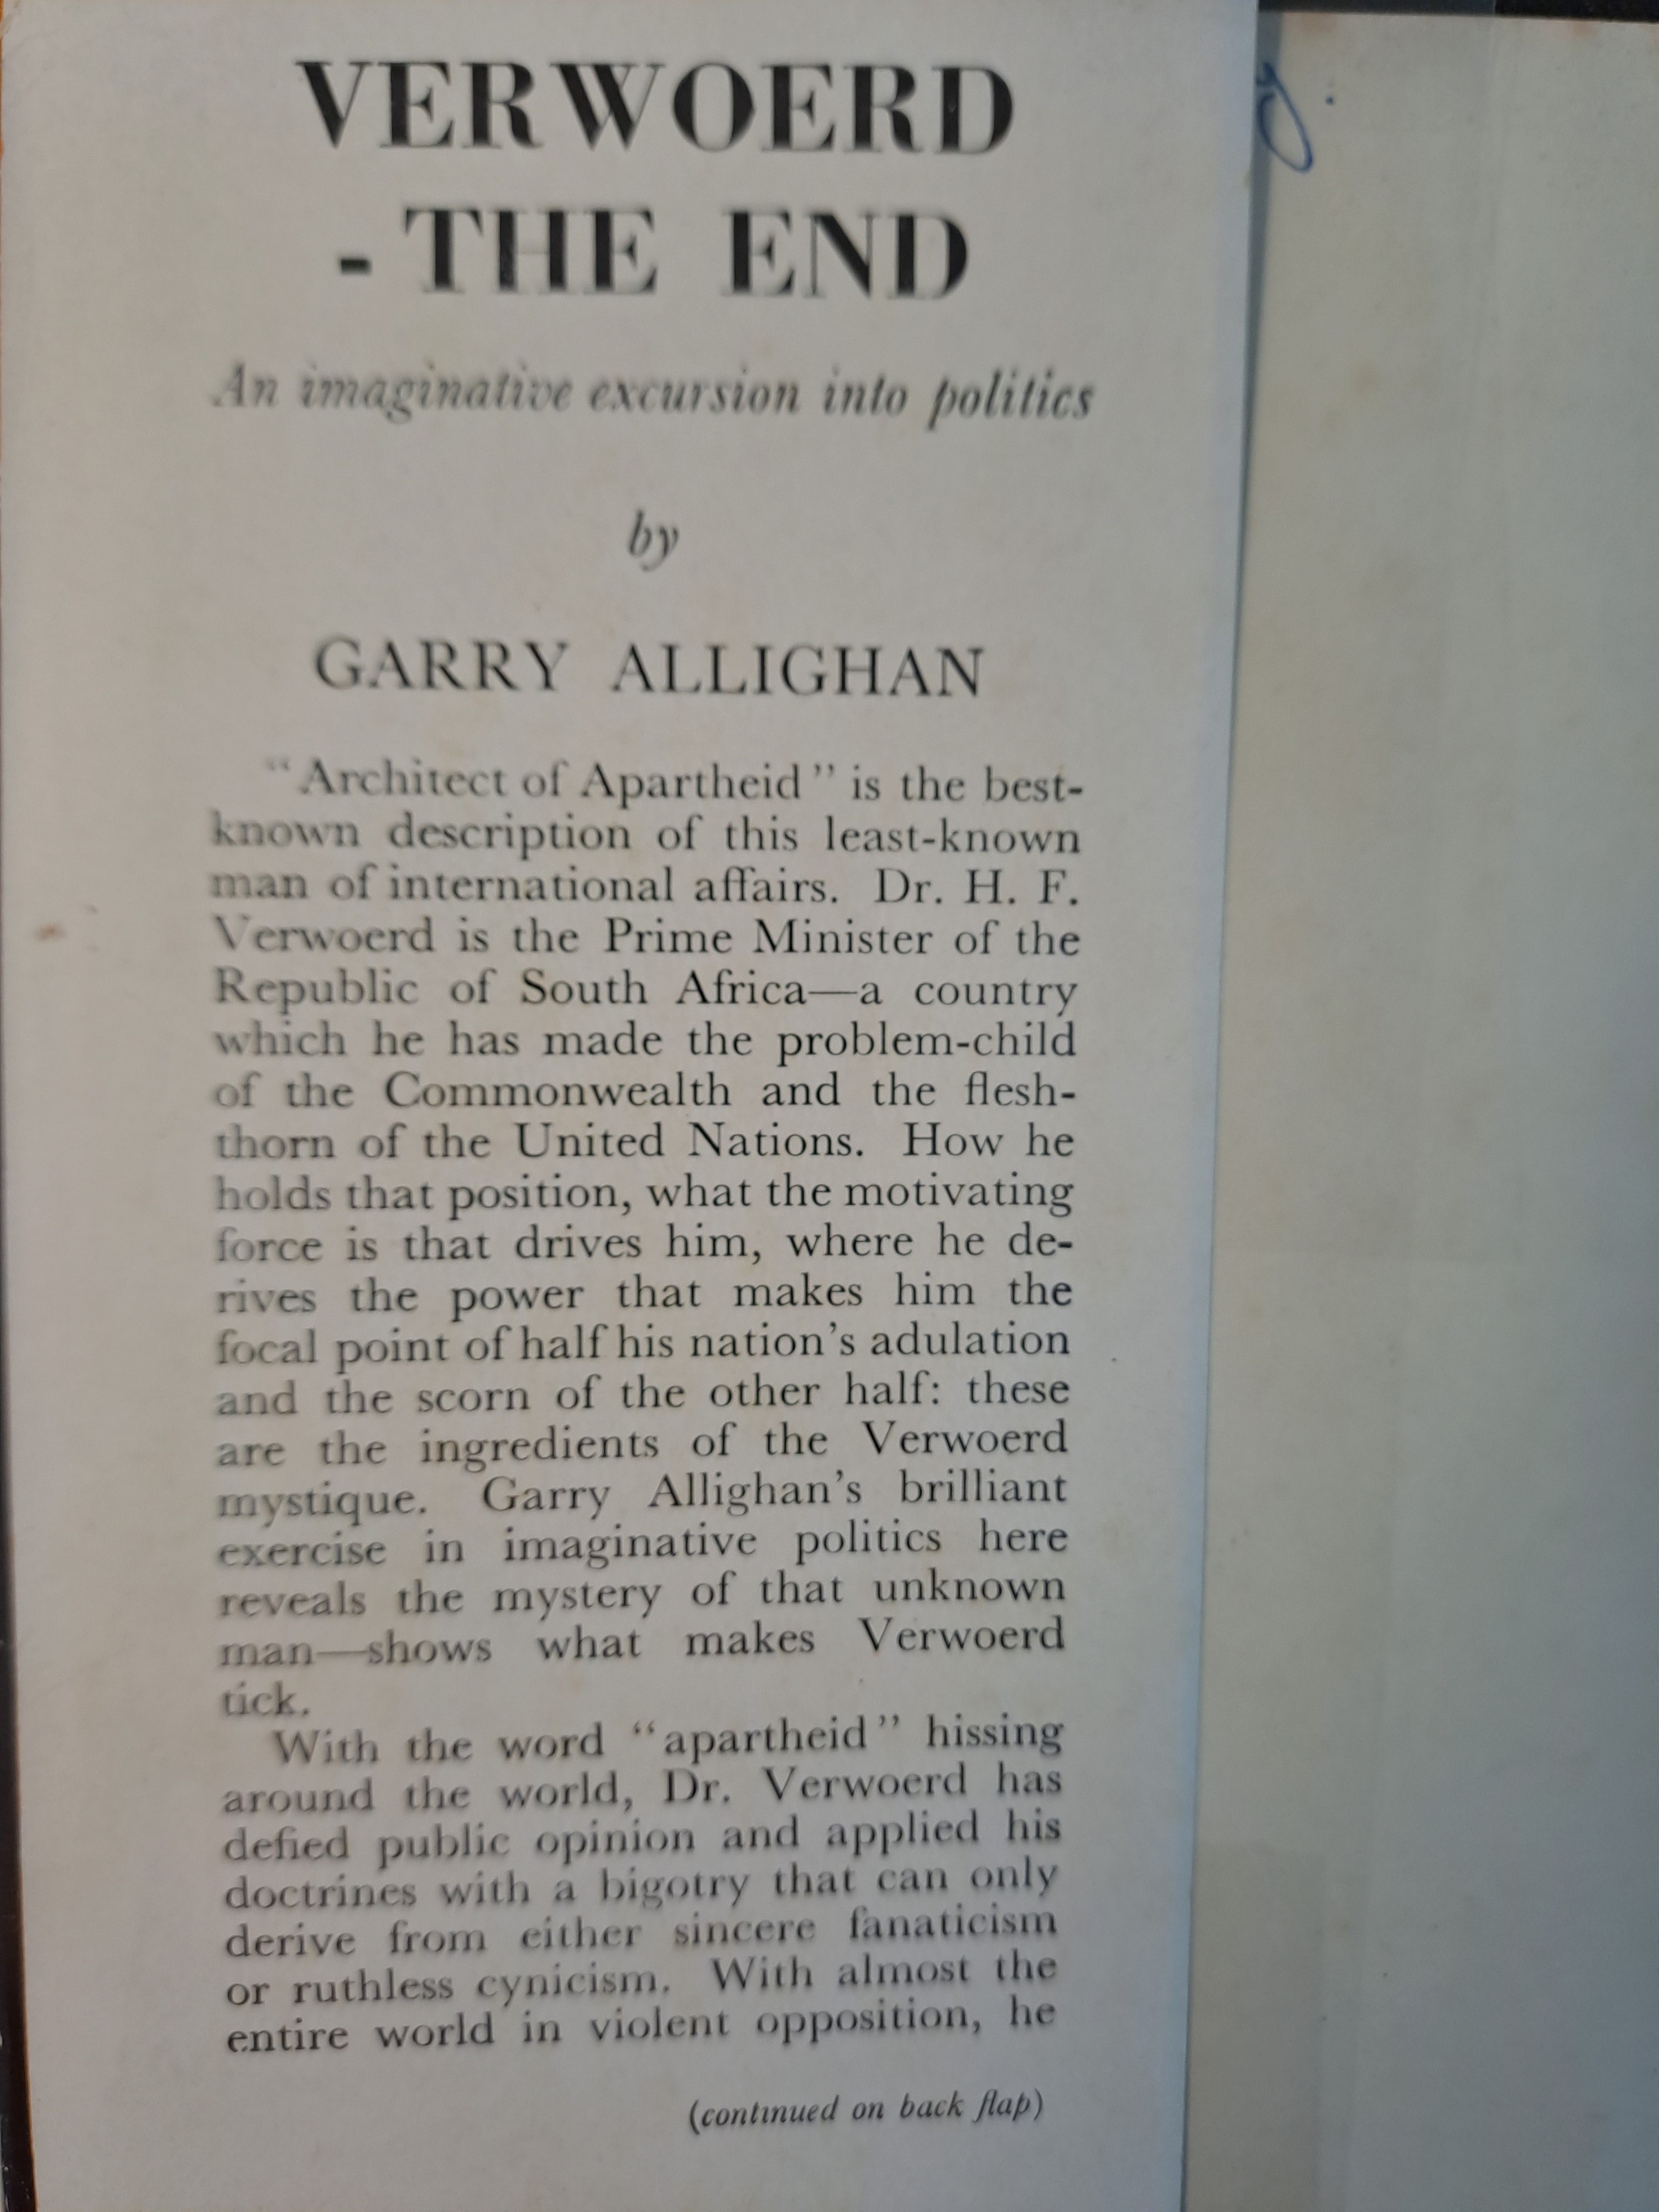 VERWOERD
- THE END
An imaginative excursion into politics
by
GARRY ALLIGHAN
“Architect of Apartheid” is the best-
known description of this least-known
man of international affairs. Dr. H. F.
Verwoerd is the Prime Minister of the
Republic of South Africa—a country
which he has made the problem-child
of the Commonwealth and the flesh-
thorn of the United Nations. How he
holds that position, what the motivating
force is that drives him, where he de-
rives the power that makes him the
focal point of half his nation’s adulation
and the scorn of the other half: these
are the ingredients of the Verwoerd
mystique. Garry Allighan’s brilliant
exercise in imaginative politics here
reveals the mystery of that unknown
man—shows what makes Verwoerd
tick.
With the word “apartheid” hissing
around the world, Dr. Verwoerd has
defied public opinion and applied his
doctrines with a bigotry that can only
derive from either sincere fanaticism
or ruthless cynicism. With almost the
entire world in violent opposition, he
(continued on back flap)